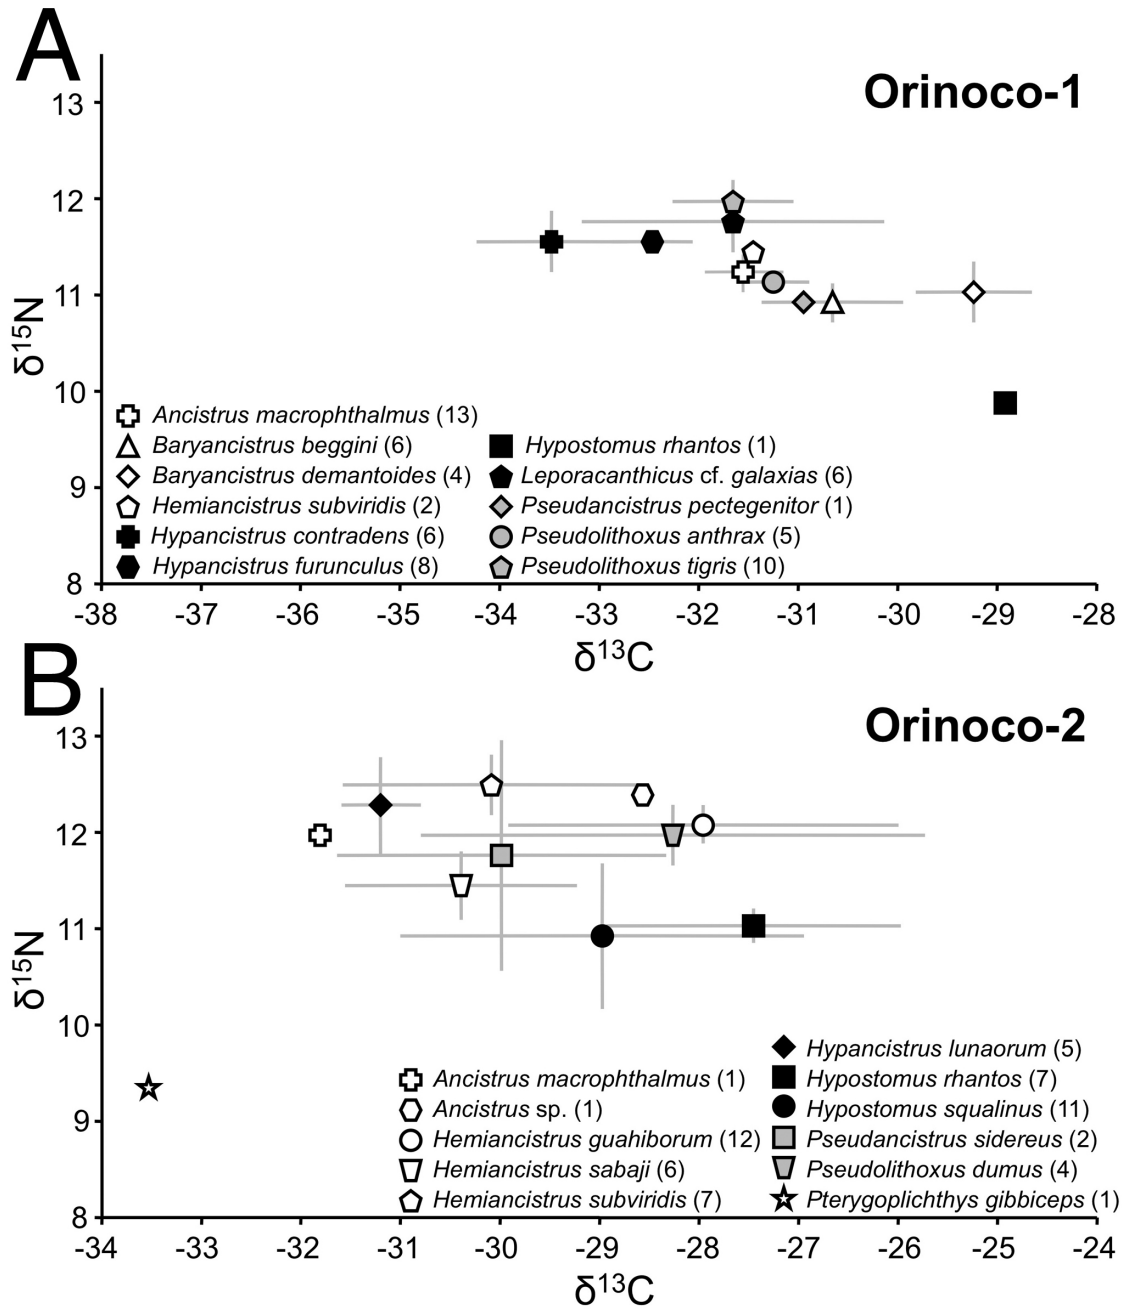 A
Orinoco-1
13
12
11
10
9
8
δ15N
Ancistrus macrophthalmus (13)
Baryancistrus beggini (6)
Baryancistrus demantoides (4)
Hemiancistrus subviridis (2)
Hypancistrus contradens (6)
Hypancistrus furunculus (8)
Hypostomus rhantos (1)
Leporacanthicus cf. galaxias (6)
Pseudancistrus pectegenitor (1)
Pseudolithoxus anthrax (5)
Pseudolithoxus tigris (10)
-38 -37 -36 -35 -34 -33 -32 -31 -30 -29 -28
δ13C
B
Orinoco-2
13
12
11
10
9
8
δ15N
Ancistrus macrophthalmus (1)
Ancistrus sp. (1)
Hemiancistrus guahiborum (12)
Hemiancistrus sabaji (6)
Hemiancistrus subviridis (7)
Hypancistrus lunaorum (5)
Hypostomus rhantos (7)
Hypostomus squalinus (11)
Pseudancistrus sidereus (2)
Pseudolithoxus dumus (4)
Pterygoplichthys gibbiceps (1)
-34 -33 -32 -31 -30 -29 -28 -27 -26 -25 -24
δ13C